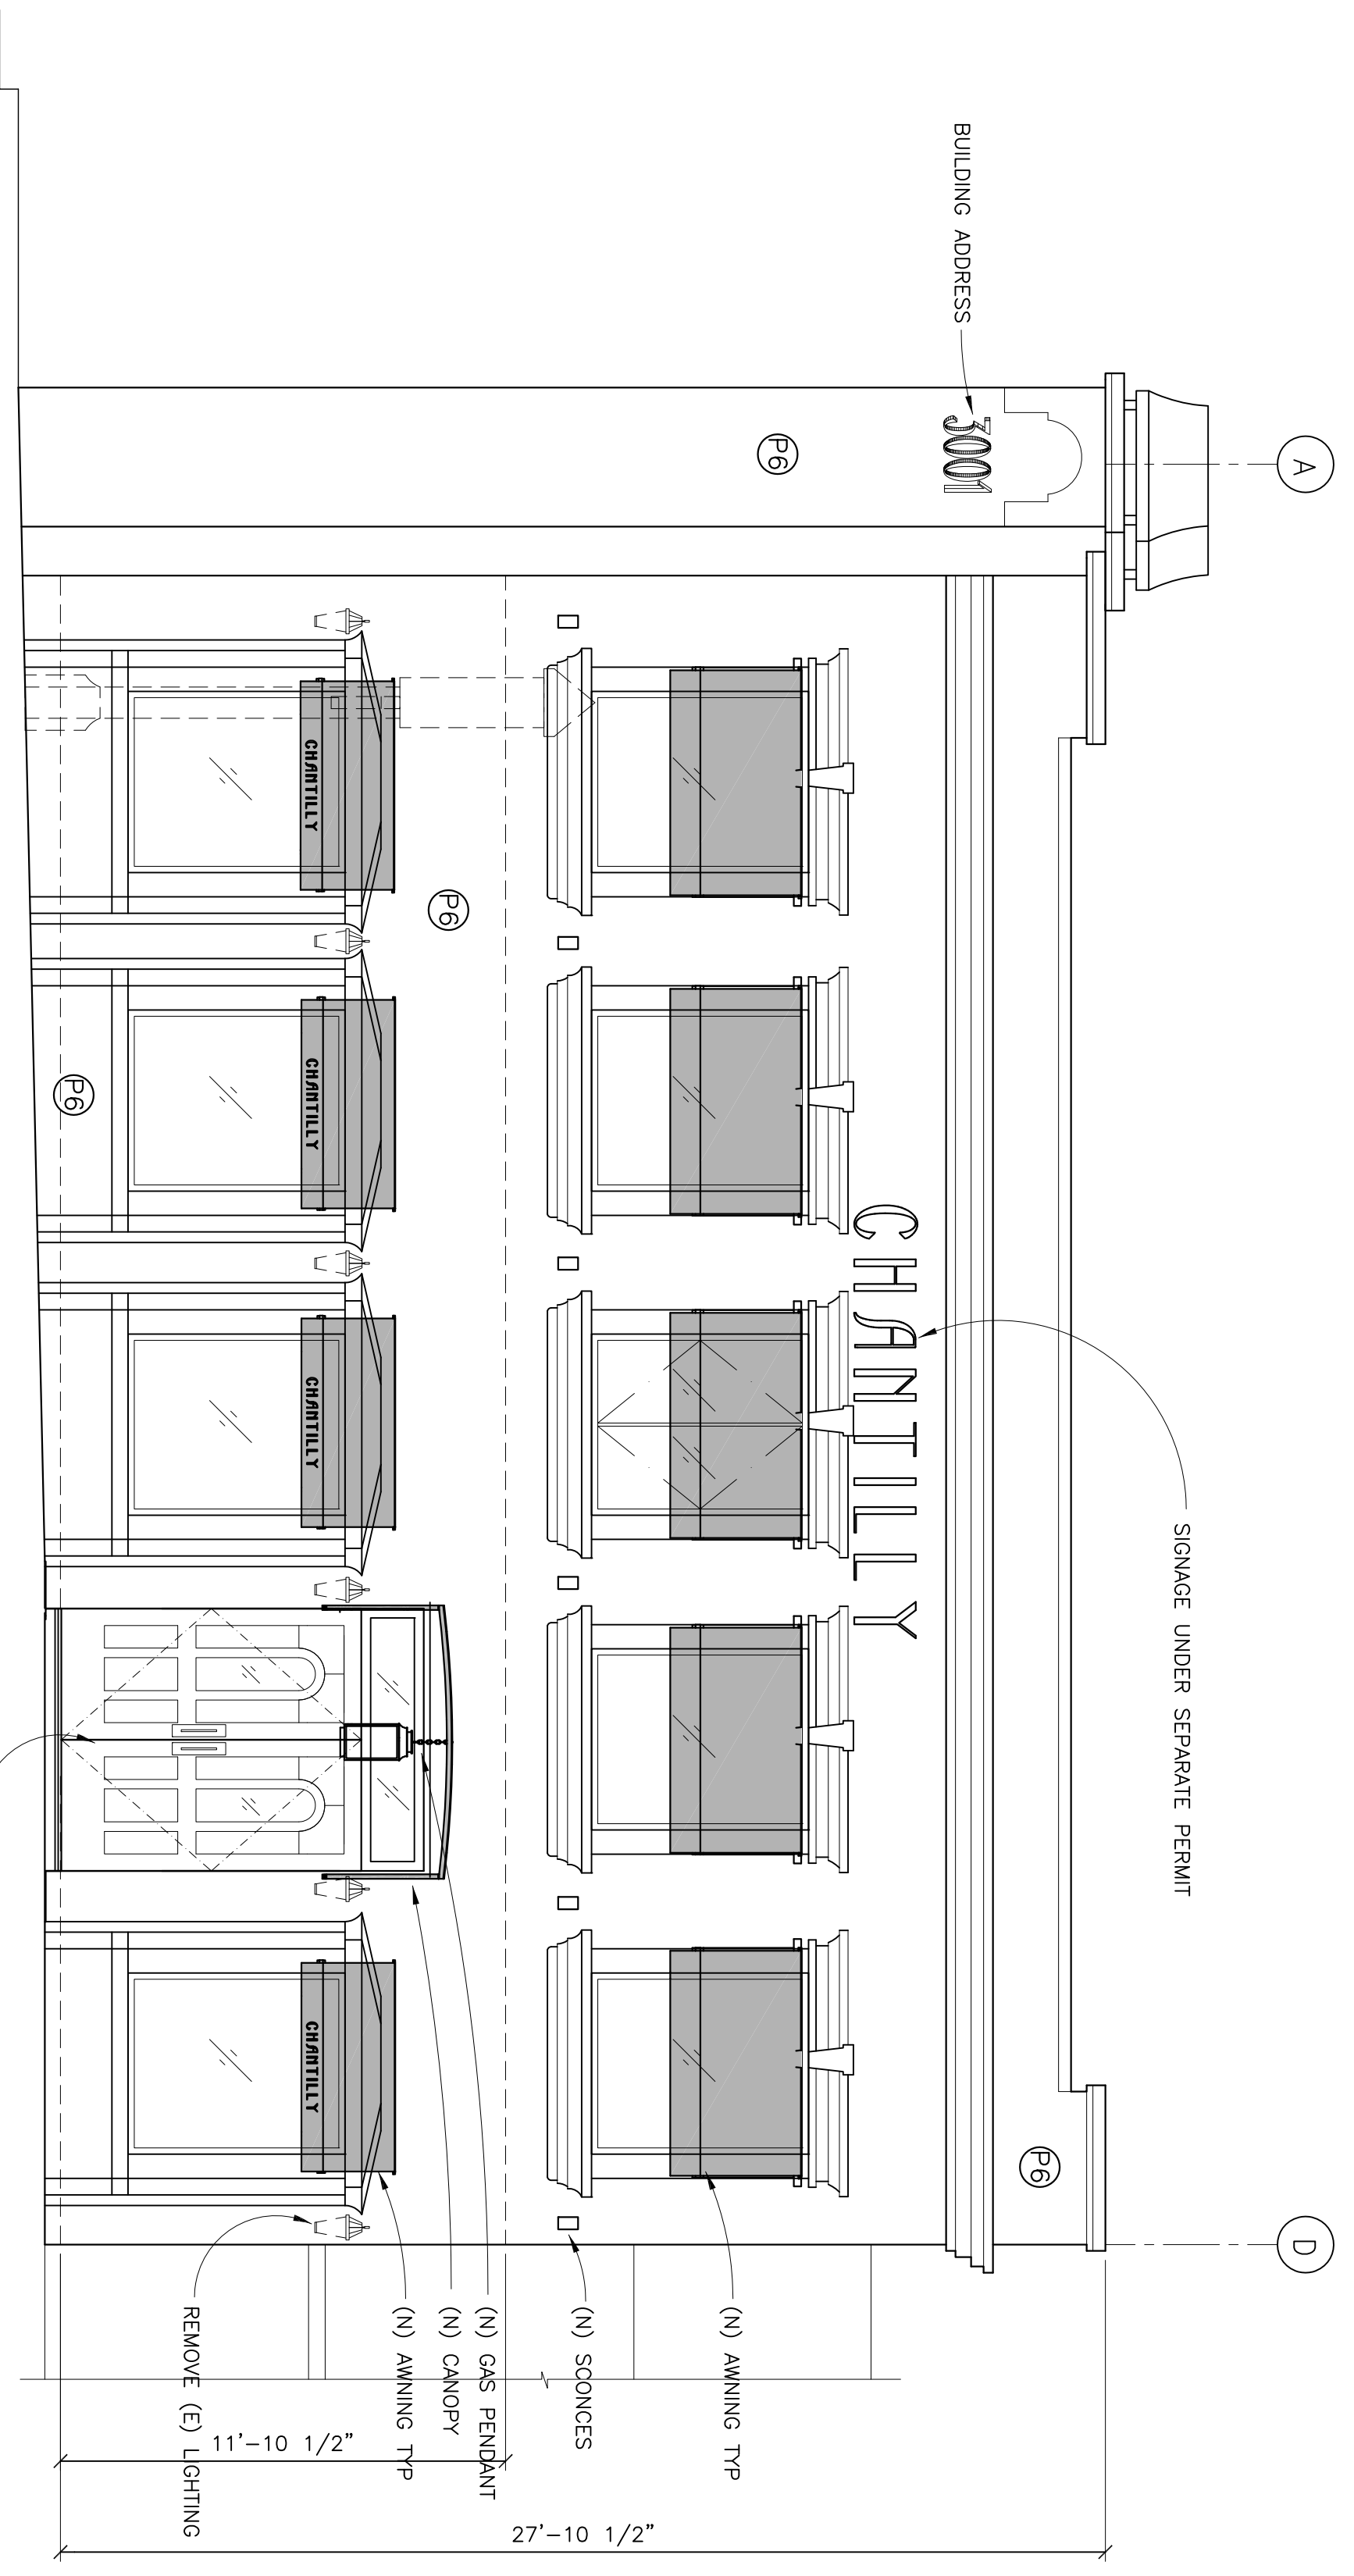 A
D
BUILDING ADDRESS
3001
P6
SIGNAGE UNDER SEPARATE PERMIT
CHANTILLY
P6
P6
P6
CHANTILLY
CHANTILLY
CHANTILLY
CHANTILLY
(N) AWNING TYP
(N) SCONCES
(N) GAS PENDANT
(N) CANOPY
(N) AWNING TYP
REMOVE (E) LIGHTING
11'-10 1/2"
27'-10 1/2"